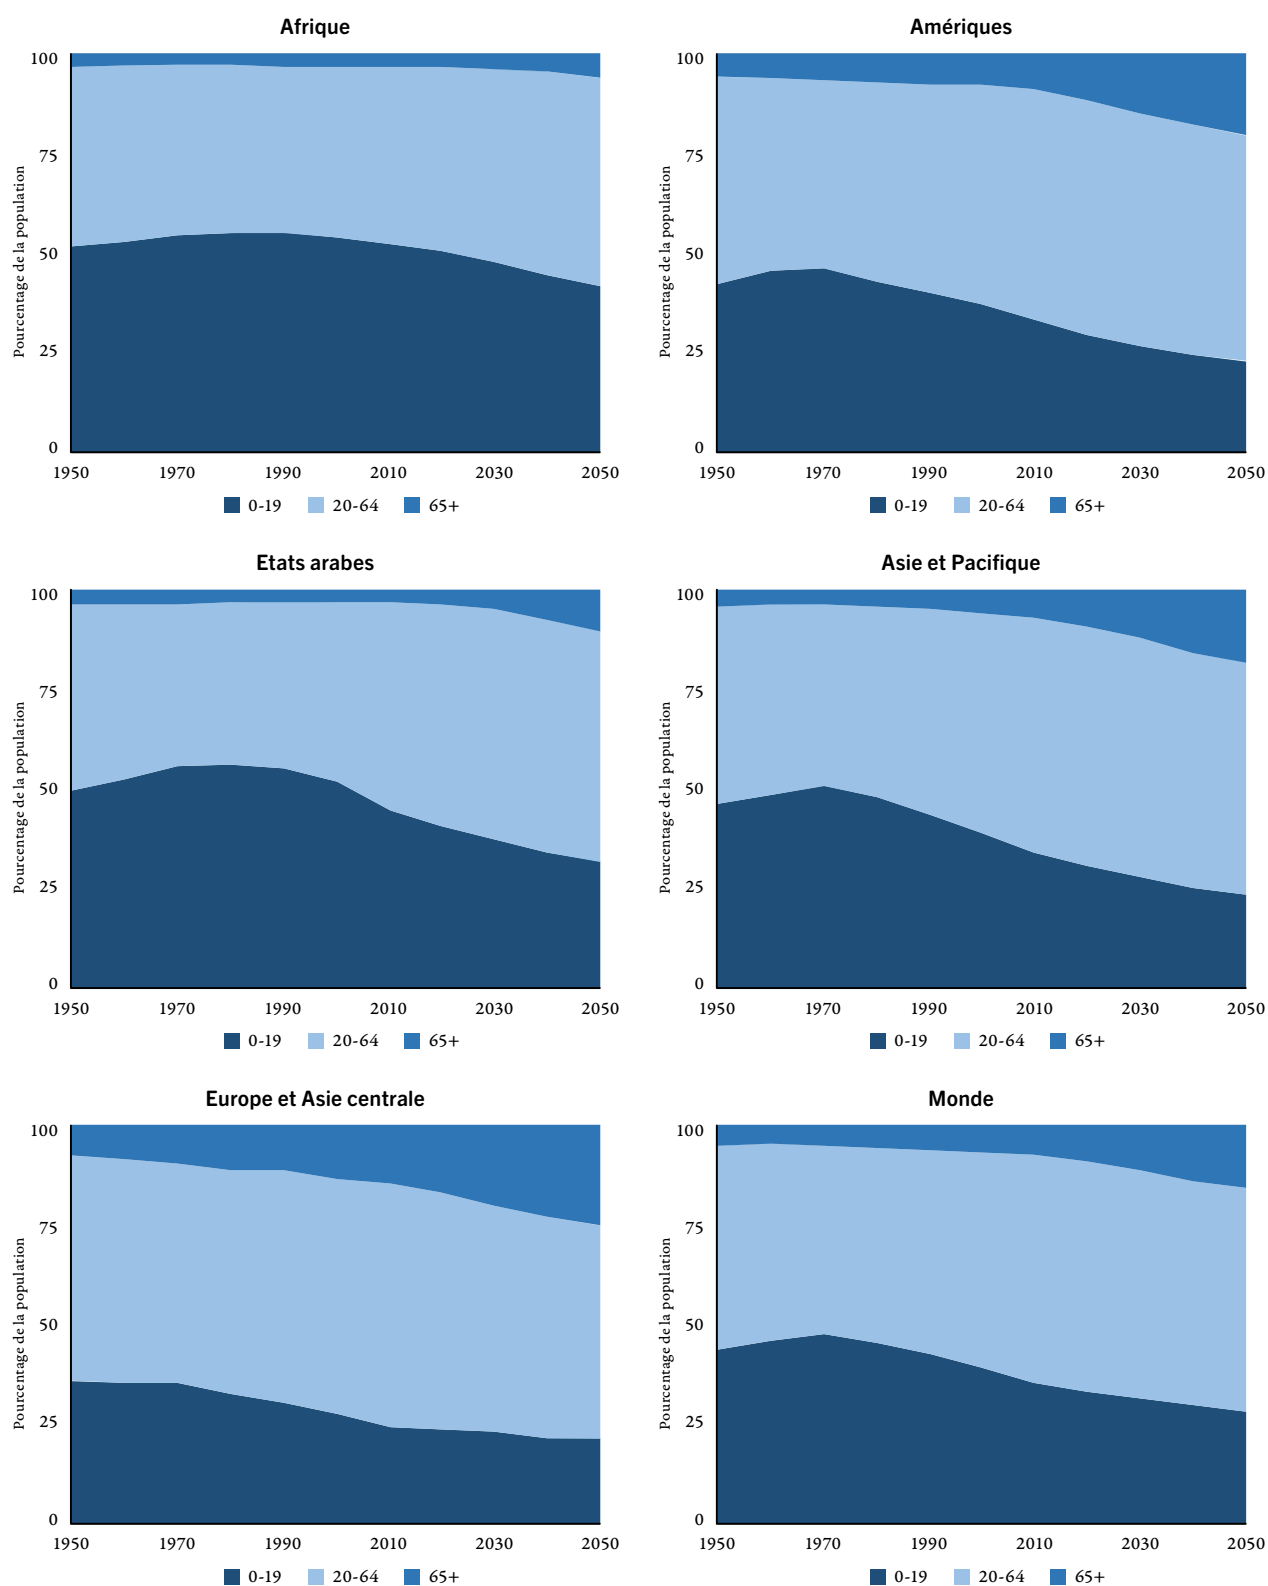 Afrique
Pourcentage de la population
100
75
50
25
0
1950 1970 1990 2010 2030 2050
0-19 20-64 65+
Amériques
Pourcentage de la population
100
75
50
25
0
1950 1970 1990 2010 2030 2050
0-19 20-64 65+
Etats arabes
Pourcentage de la population
100
75
50
25
0
1950 1970 1990 2010 2030 2050
0-19 20-64 65+
Asie et Pacifique
Pourcentage de la population
100
75
50
25
0
1950 1970 1990 2010 2030 2050
0-19 20-64 65+
Europe et Asie centrale
Pourcentage de la population
100
75
50
25
0
1950 1970 1990 2010 2030 2050
0-19 20-64 65+
Monde
Pourcentage de la population
100
75
50
25
0
1950 1970 1990 2010 2030 2050
0-19 20-64 65+